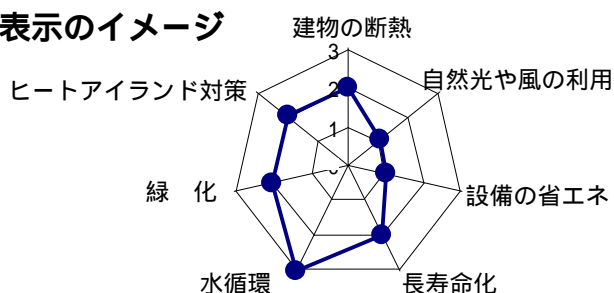 表示のイメージ
建物の断熱
3
自然光や風の利用
ヒートアイランド対策
2
1
0
緑　化
設備の省エネ
水循環
長寿命化